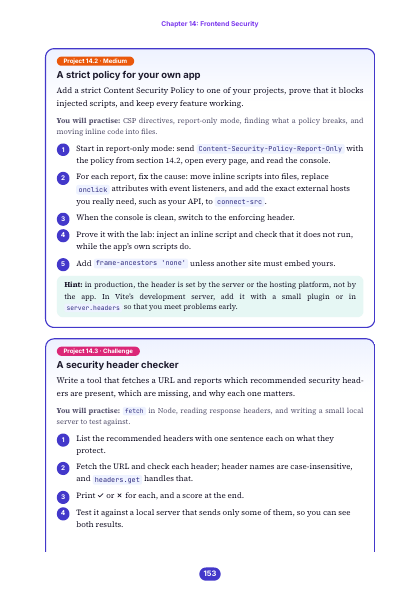 Chapter 14: Frontend Security
Project 14.2 · Medium
A strict policy for your own app
Add a strict Content Security Policy to one of your projects, prove that it blocks
injected scripts, and keep every feature working.
You will practise: CSP directives, report-only mode, finding what a policy breaks, and
moving inline code into files.
1 Start in report-only mode: send Content-Security-Policy-Report-Only with
the policy from section 14.2, open every page, and read the console.
2 For each report, fix the cause: move inline scripts into files, replace
onclick attributes with event listeners, and add the exact external hosts
you really need, such as your API, to connect-src.
3 When the console is clean, switch to the enforcing header.
4 Prove it with the lab: inject an inline script and check that it does not run,
while the app's own scripts do.
5 Add frame-ancestors 'none' unless another site must embed yours.
Hint: in production, the header is set by the server or the hosting platform, not by
the app. In Vite's development server, add it with a small plugin or in
server.headers so that you meet problems early.
Project 14.3 · Challenge
A security header checker
Write a tool that fetches a URL and reports which recommended security head-
ers are present, which are missing, and why each one matters.
You will practise: fetch in Node, reading response headers, and writing a small local
server to test against.
1 List the recommended headers with one sentence each on what they
protect.
2 Fetch the URL and check each header; header names are case-insensitive,
and headers.get handles that.
3 Print ✓ or ✗ for each, and a score at the end.
4 Test it against a local server that sends only some of them, so you can see
both results.
153